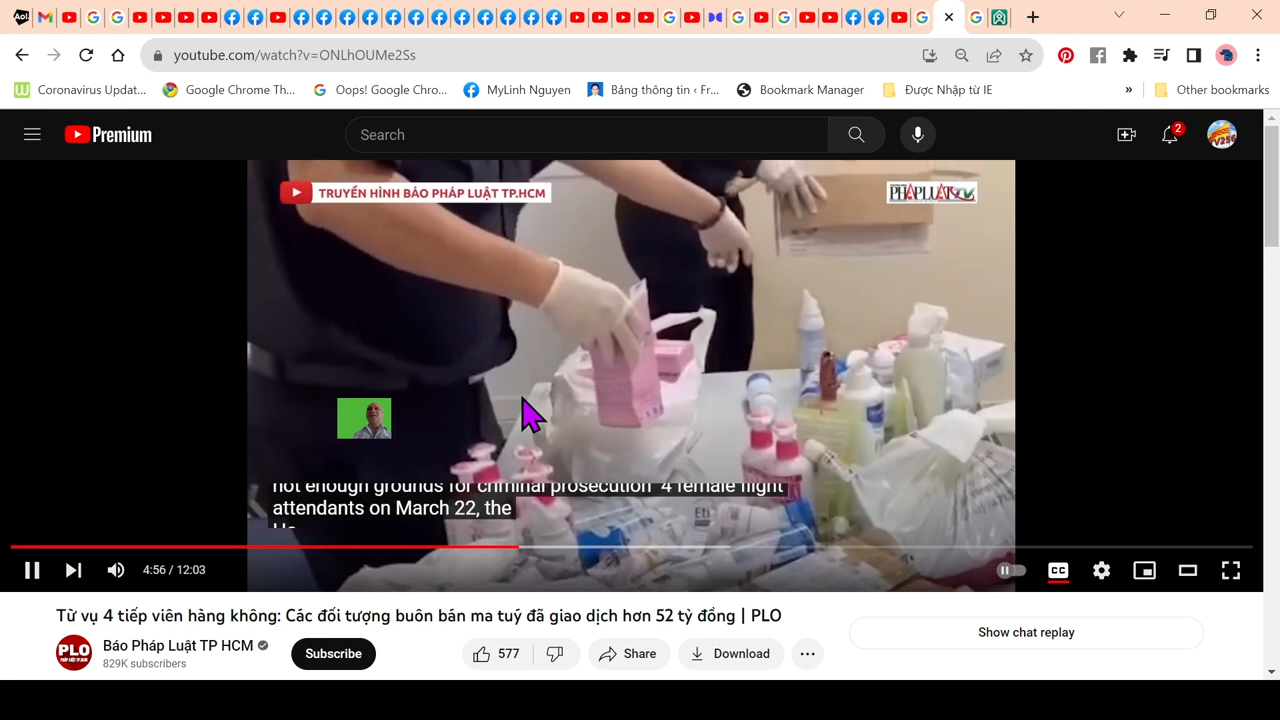 youtube.com/watch?v=ONLhOUMe2Ss
Coronavirus Updat...
Google Chrome Th...
Oops! Google Chro...
MyLinh Nguyen
Bảng thông tin ‹ Fr...
Bookmark Manager
Được Nhập từ IE
»
Other bookmarks
Premium
Search
2
TRUYỀN HÌNH BÁO PHÁP LUẬT TP.HCM
PHÁPLUẬT TV
not enough grounds for criminal prosecution 4 female flight
attendants on March 22, the
4:56 / 12:03
CC
Từ vụ 4 tiếp viên hàng không: Các đối tượng buôn bán ma tuý đã giao dịch hơn 52 tỷ đồng | PLO
Show chat replay
PLO
Báo Pháp Luật TP HCM
829K subscribers
Subscribe
577
Share
Download